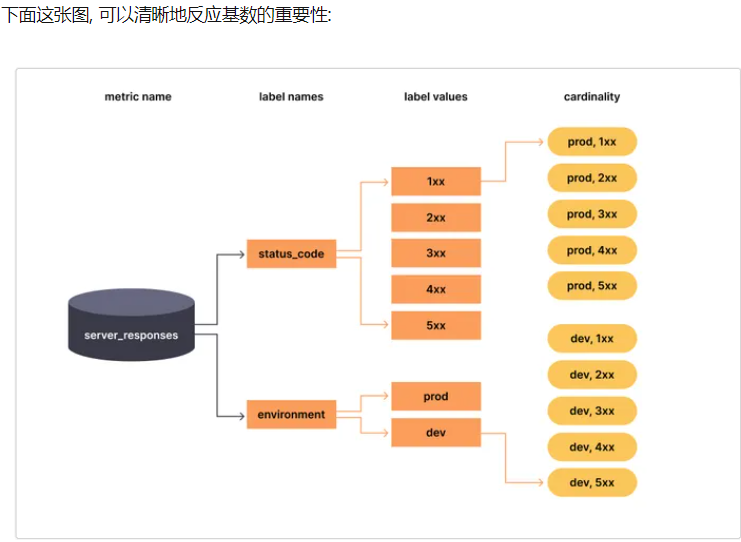 下面这张图, 可以清晰地反应基数的重要性:
metric name
label names
label values
cardinality
server_responses
status_code
environment
1xx
2xx
3xx
4xx
5xx
prod
dev
prod, 1xx
prod, 2xx
prod, 3xx
prod, 4xx
prod, 5xx
dev, 1xx
dev, 2xx
dev, 3xx
dev, 4xx
dev, 5xx